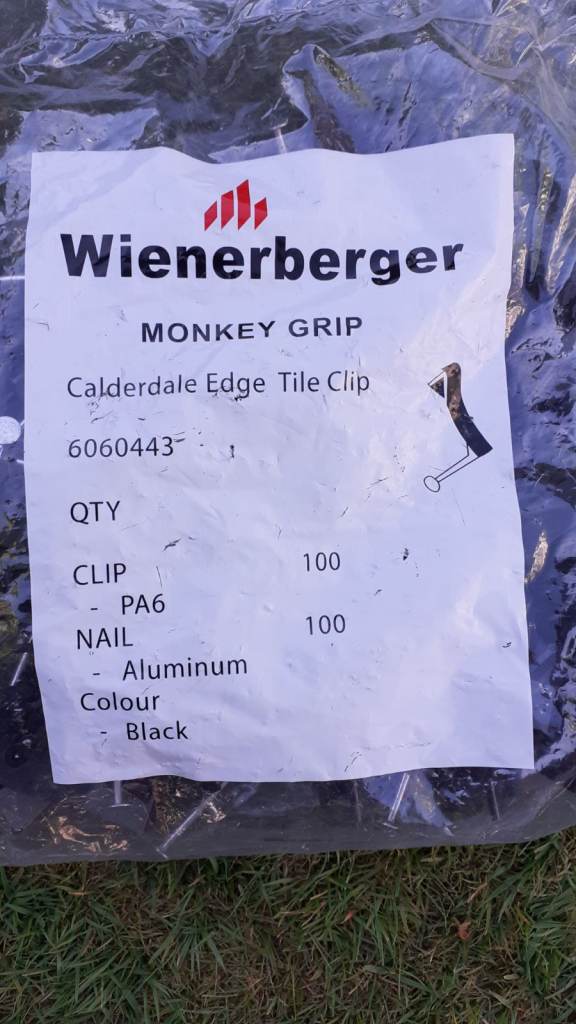 Wienerberger
MONKEY GRIP
Calderdale Edge Tile Clip
6060443
QTY
CLIP 100
- PA6
NAIL 100
- Aluminum
Colour
- Black